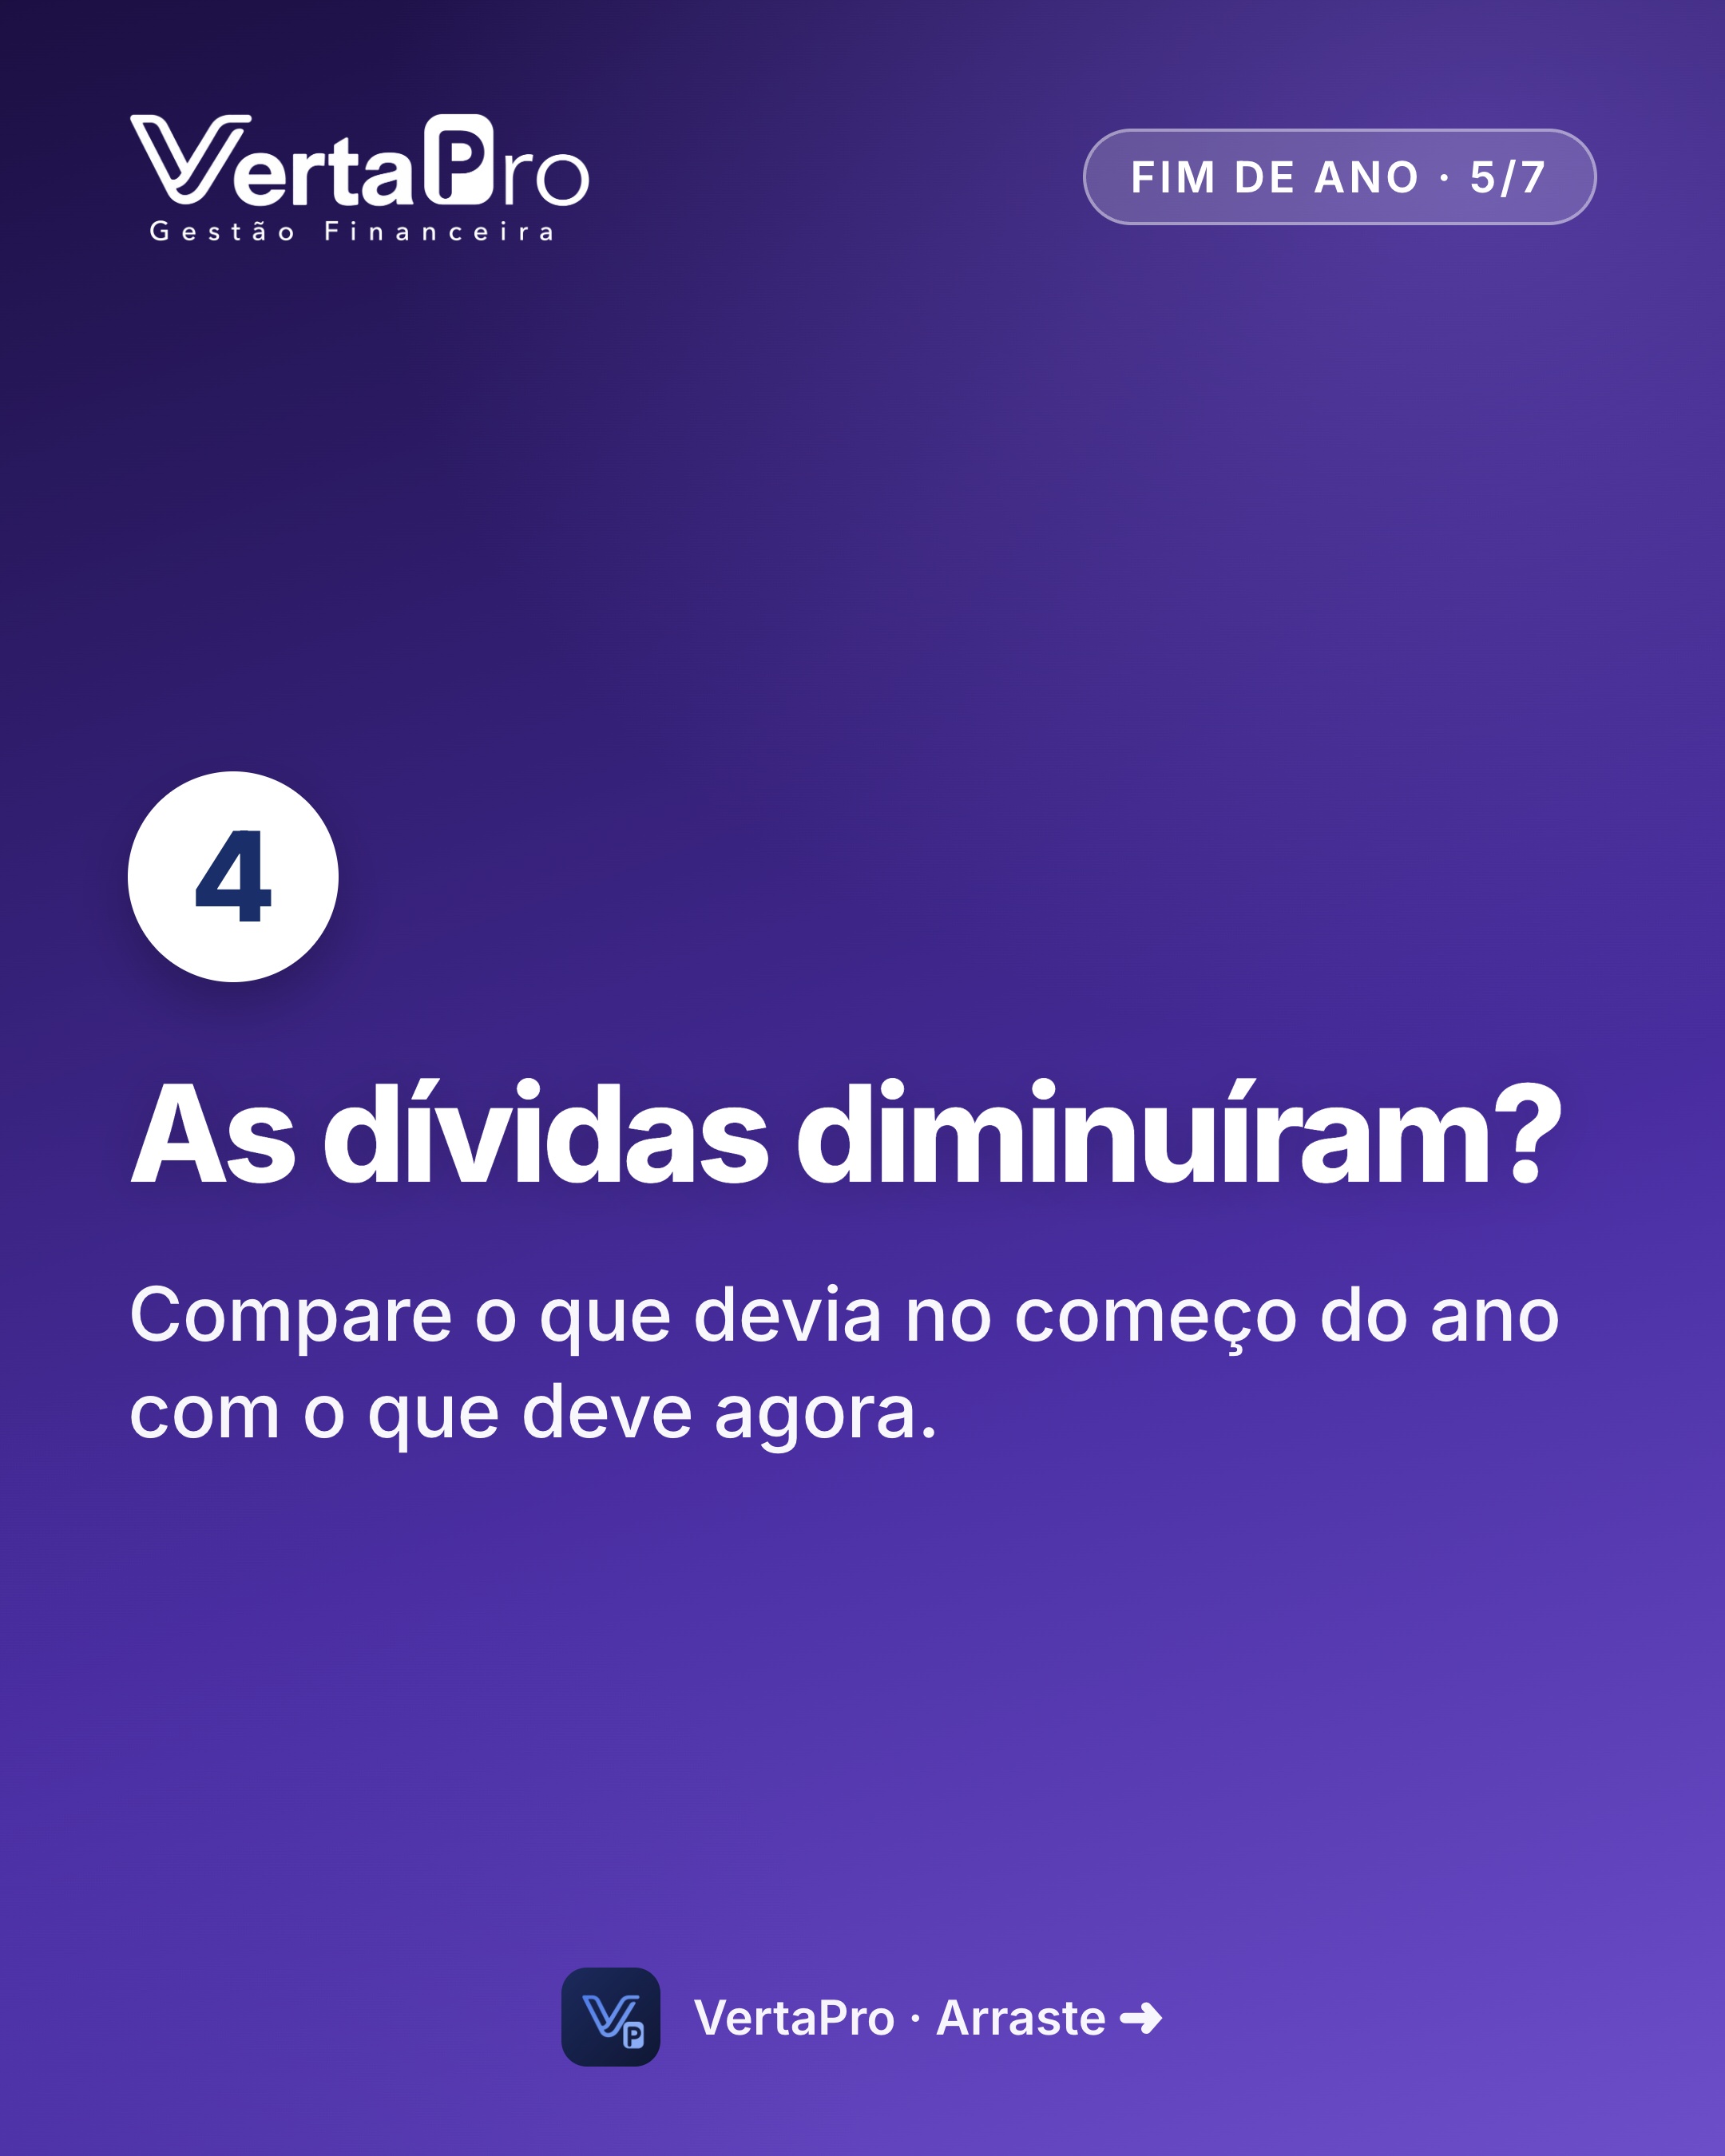 VertaPro
Gestão Financeira
FIM DE ANO · 5/7
4
As dívidas diminuíram?
Compare o que devia no começo do ano
com o que deve agora.
VertaPro · Arraste ➜